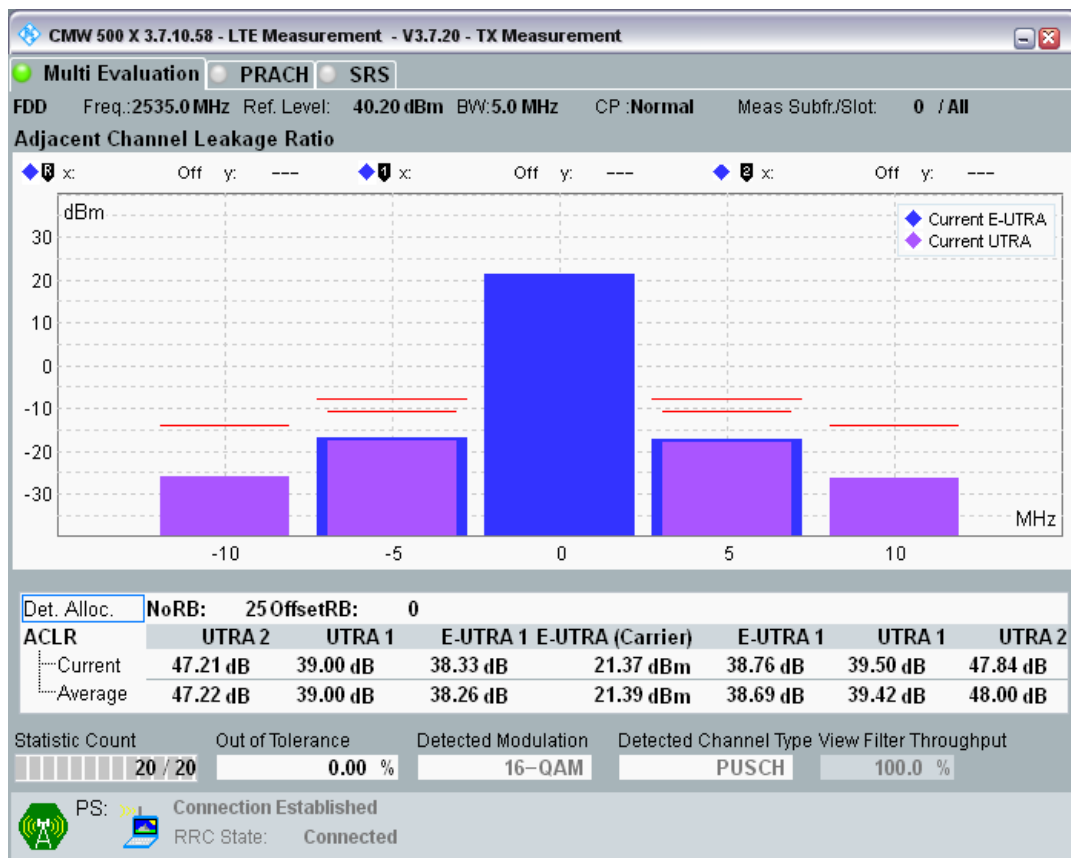 CMW 500 X 3.7.10.58 - LTE Measurement - V3.7.20 - TX Measurement
Multi Evaluation PRACH SRS
FDD Freq.:2535.0 MHz Ref. Level: 40.20 dBm BW:5.0 MHz CP :Normal Meas Subfr./Slot: 0 / All
Adjacent Channel Leakage Ratio
R x: Off y: --- 1 x: Off y: --- 2 x: Off y: ---
dBm
Current E-UTRA
Current UTRA
30
20
10
0
-10
-20
-30
MHz
-10 -5 0 5 10
Det. Alloc. NoRB: 25 OffsetRB: 0
ACLR UTRA 2 UTRA 1 E-UTRA 1 E-UTRA (Carrier) E-UTRA 1 UTRA 1 UTRA 2
Current 47.21 dB 39.00 dB 38.33 dB 21.37 dBm 38.76 dB 39.50 dB 47.84 dB
Average 47.22 dB 39.00 dB 38.26 dB 21.39 dBm 38.69 dB 39.42 dB 48.00 dB
Statistic Count Out of Tolerance Detected Modulation Detected Channel Type View Filter Throughput
20 / 20 0.00 % 16-QAM PUSCH 100.0 %
PS: Connection Established
RRC State: Connected